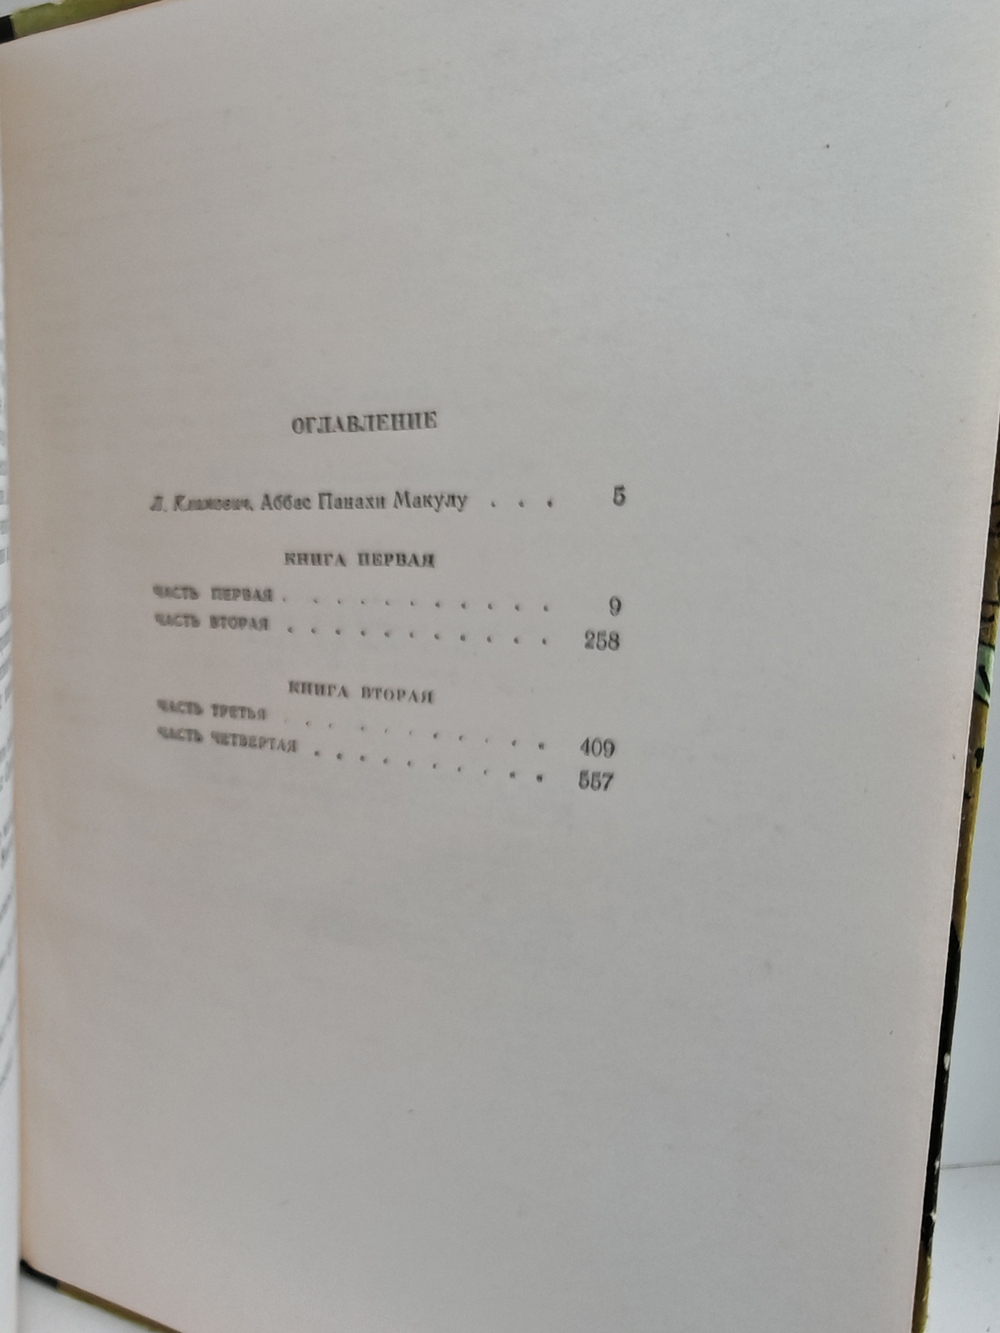 ОГЛАВЛЕНИЕ
Л. Климович, Аббас Панахи Макулу . . . 5
КНИГА ПЕРВАЯ
ЧАСТЬ ПЕРВАЯ . . . . . . . . . . . . 9
ЧАСТЬ ВТОРАЯ . . . . . . . . . . . . 258
КНИГА ВТОРАЯ
ЧАСТЬ ТРЕТЬЯ . . . . . . . . . . . 409
ЧАСТЬ ЧЕТВЕРТАЯ . . . . . . . . . . 557